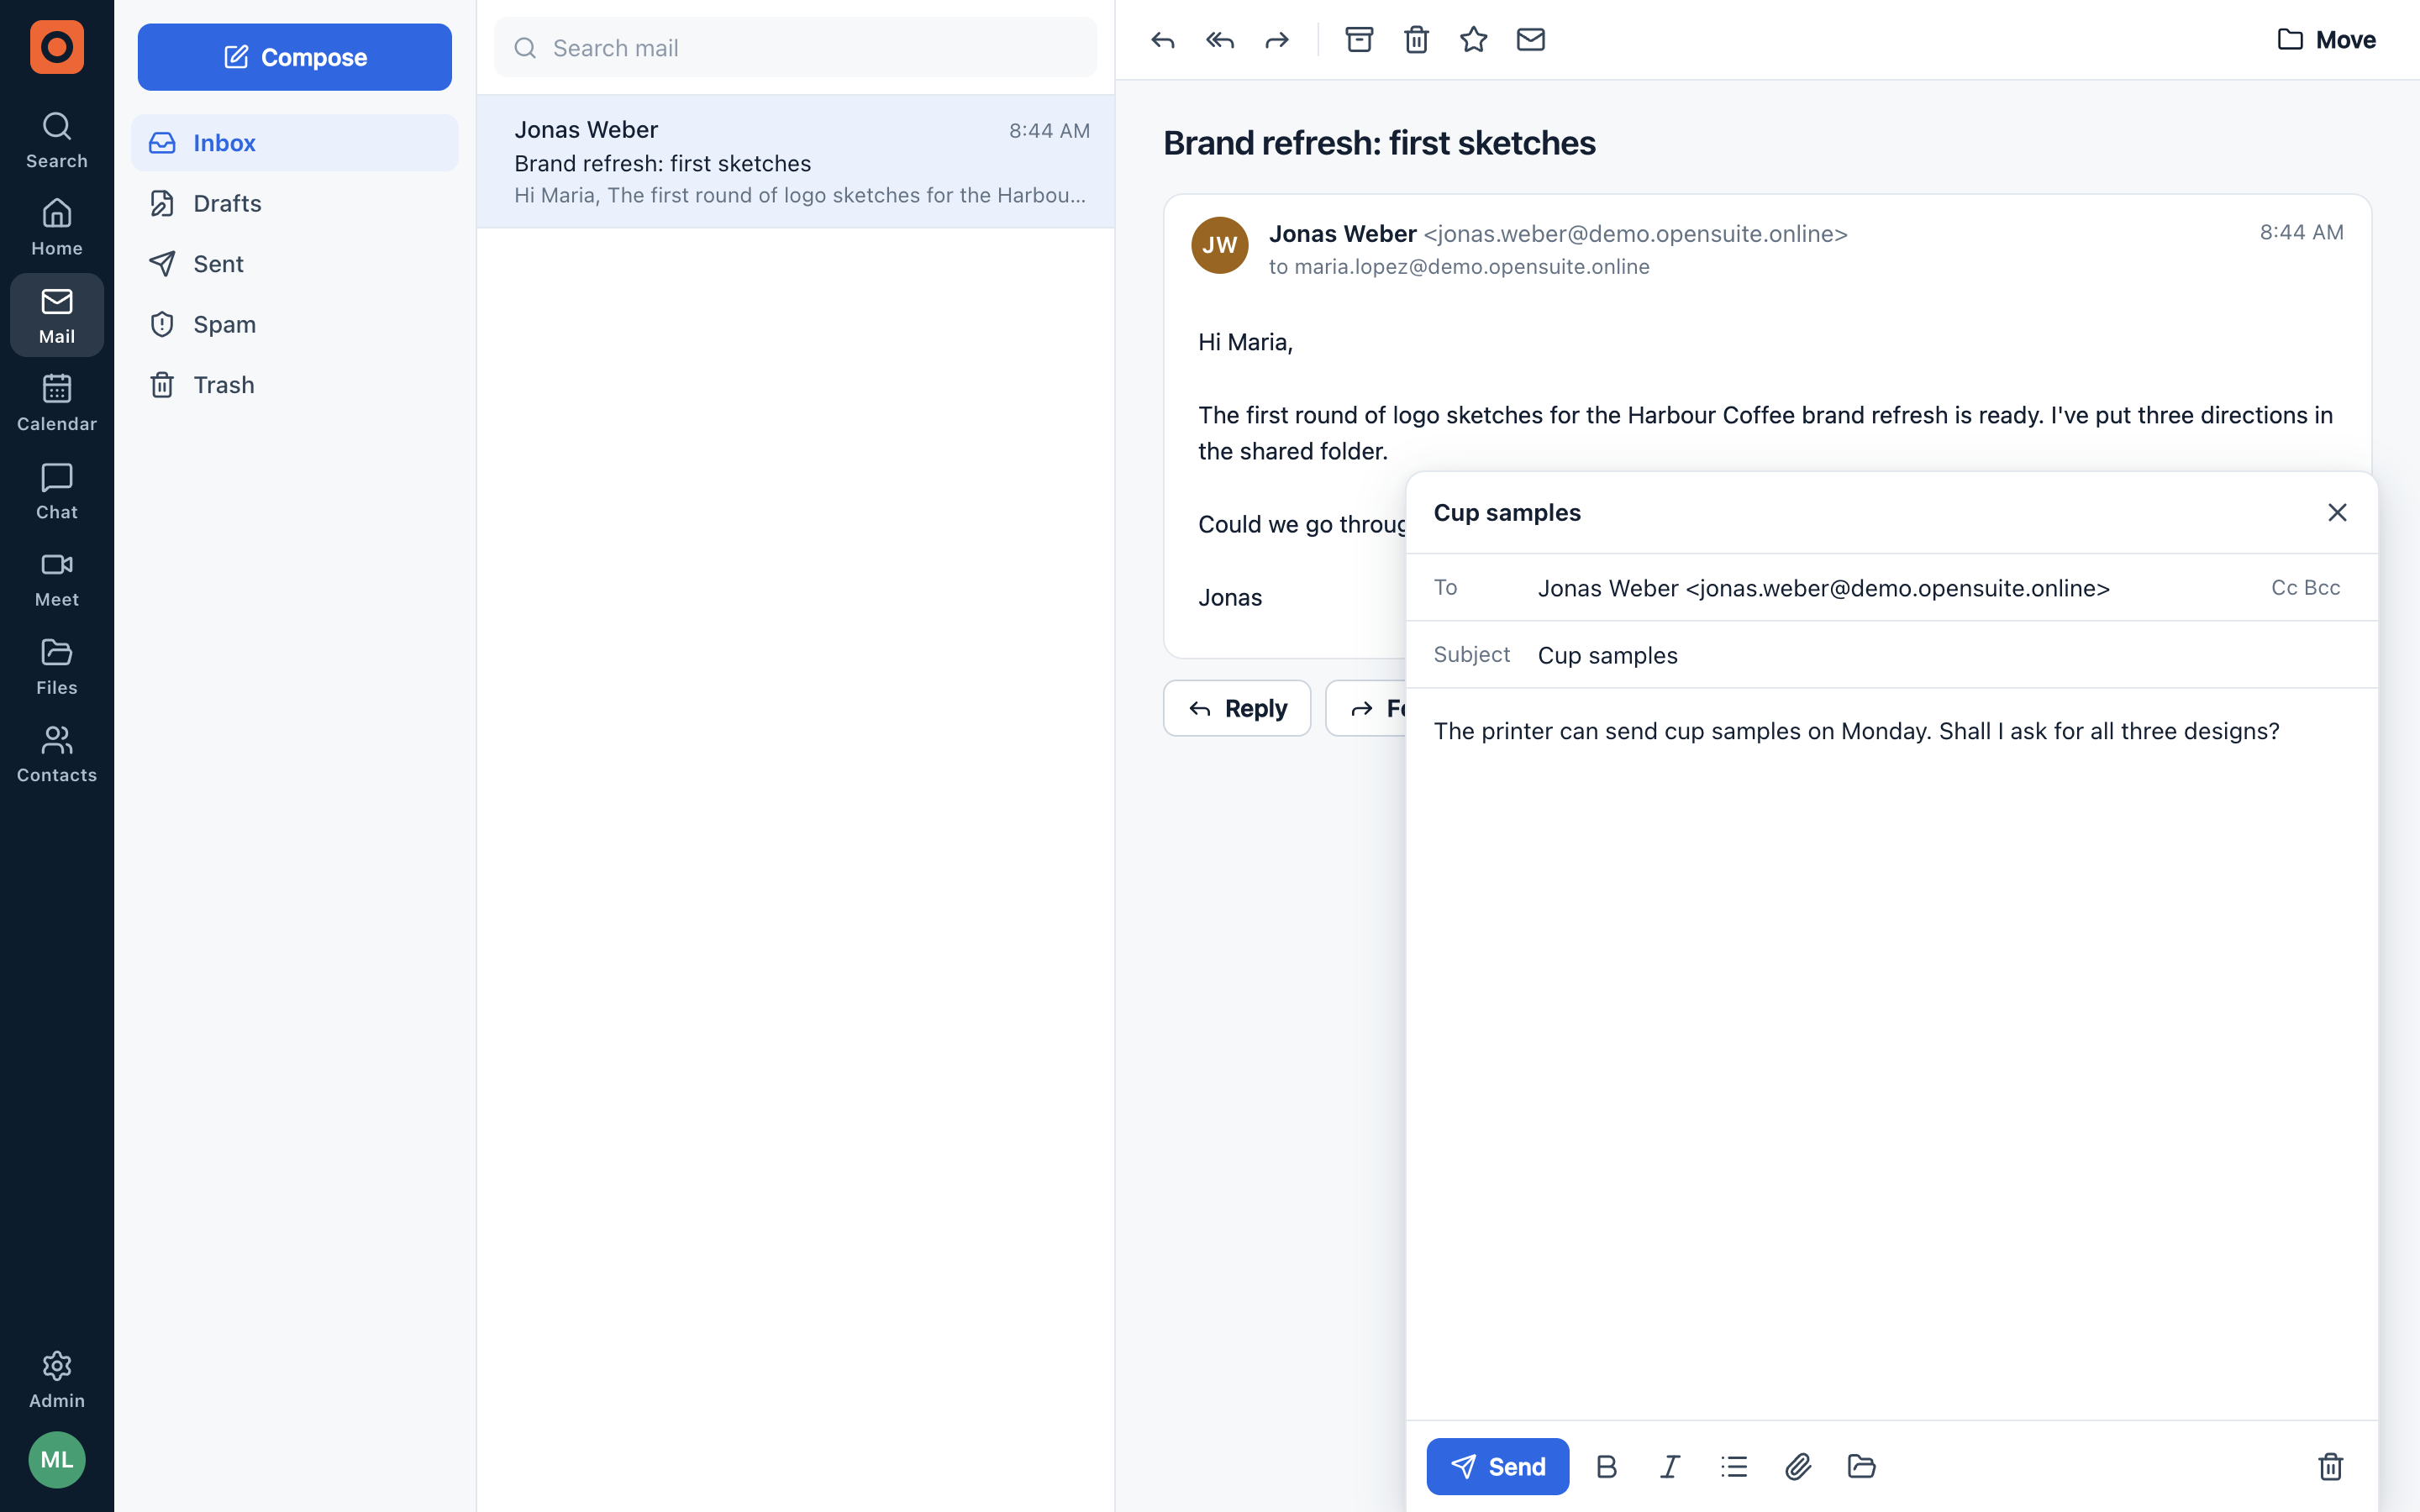 Search
Home
Mail
Calendar
Chat
Meet
Files
Contacts
Admin
ML
Compose
Inbox
Drafts
Sent
Spam
Trash
Search mail
Jonas Weber 8:44 AM
Brand refresh: first sketches
Hi Maria, The first round of logo sketches for the Harbou...
Move
Brand refresh: first sketches
JW
Jonas Weber <jonas.weber@demo.opensuite.online> 8:44 AM
to maria.lopez@demo.opensuite.online
Hi Maria,
The first round of logo sketches for the Harbour Coffee brand refresh is ready. I've put three directions in
the shared folder.
Could we go
Jonas
Reply
Cup samples
To Jonas Weber <jonas.weber@demo.opensuite.online> Cc Bcc
Subject Cup samples
The printer can send cup samples on Monday. Shall I ask for all three designs?
Send